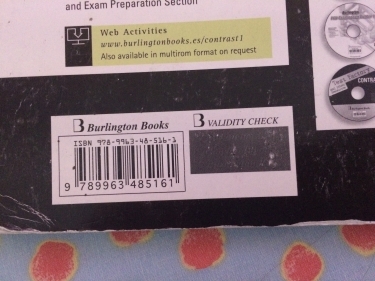 and Exam Preparation Section
Web Activities
www.burlingtonbooks.es/contrast1
Also available in multirom format on request
B Burlington Books
B VALIDITY CHECK
ISBN 978-9963-48-516-1
9 789963 485161